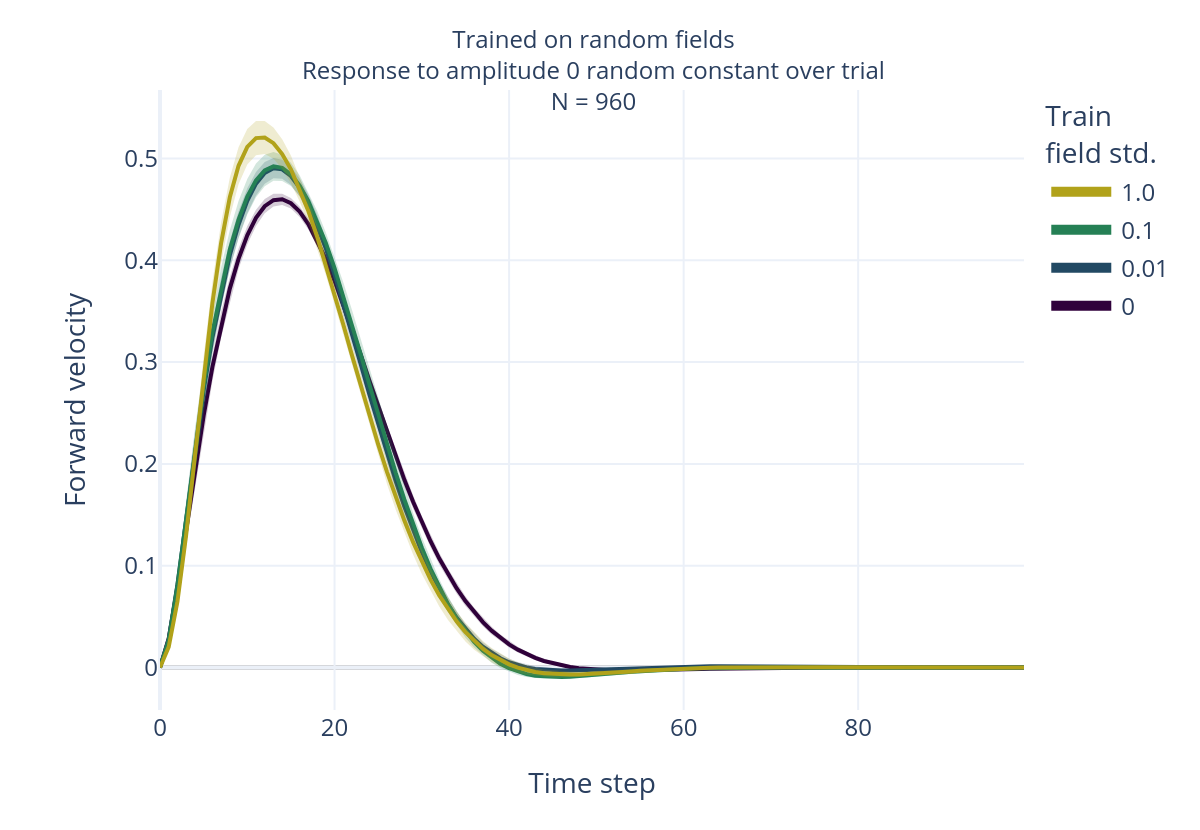 Trained on random fields
Response to amplitude 0 random constant over trial
N = 960
Train
field std.
1.0
0.1
0.01
0
Forward velocity
0.5
0.4
0.3
0.2
0.1
0
0
20
40
60
80
Time step